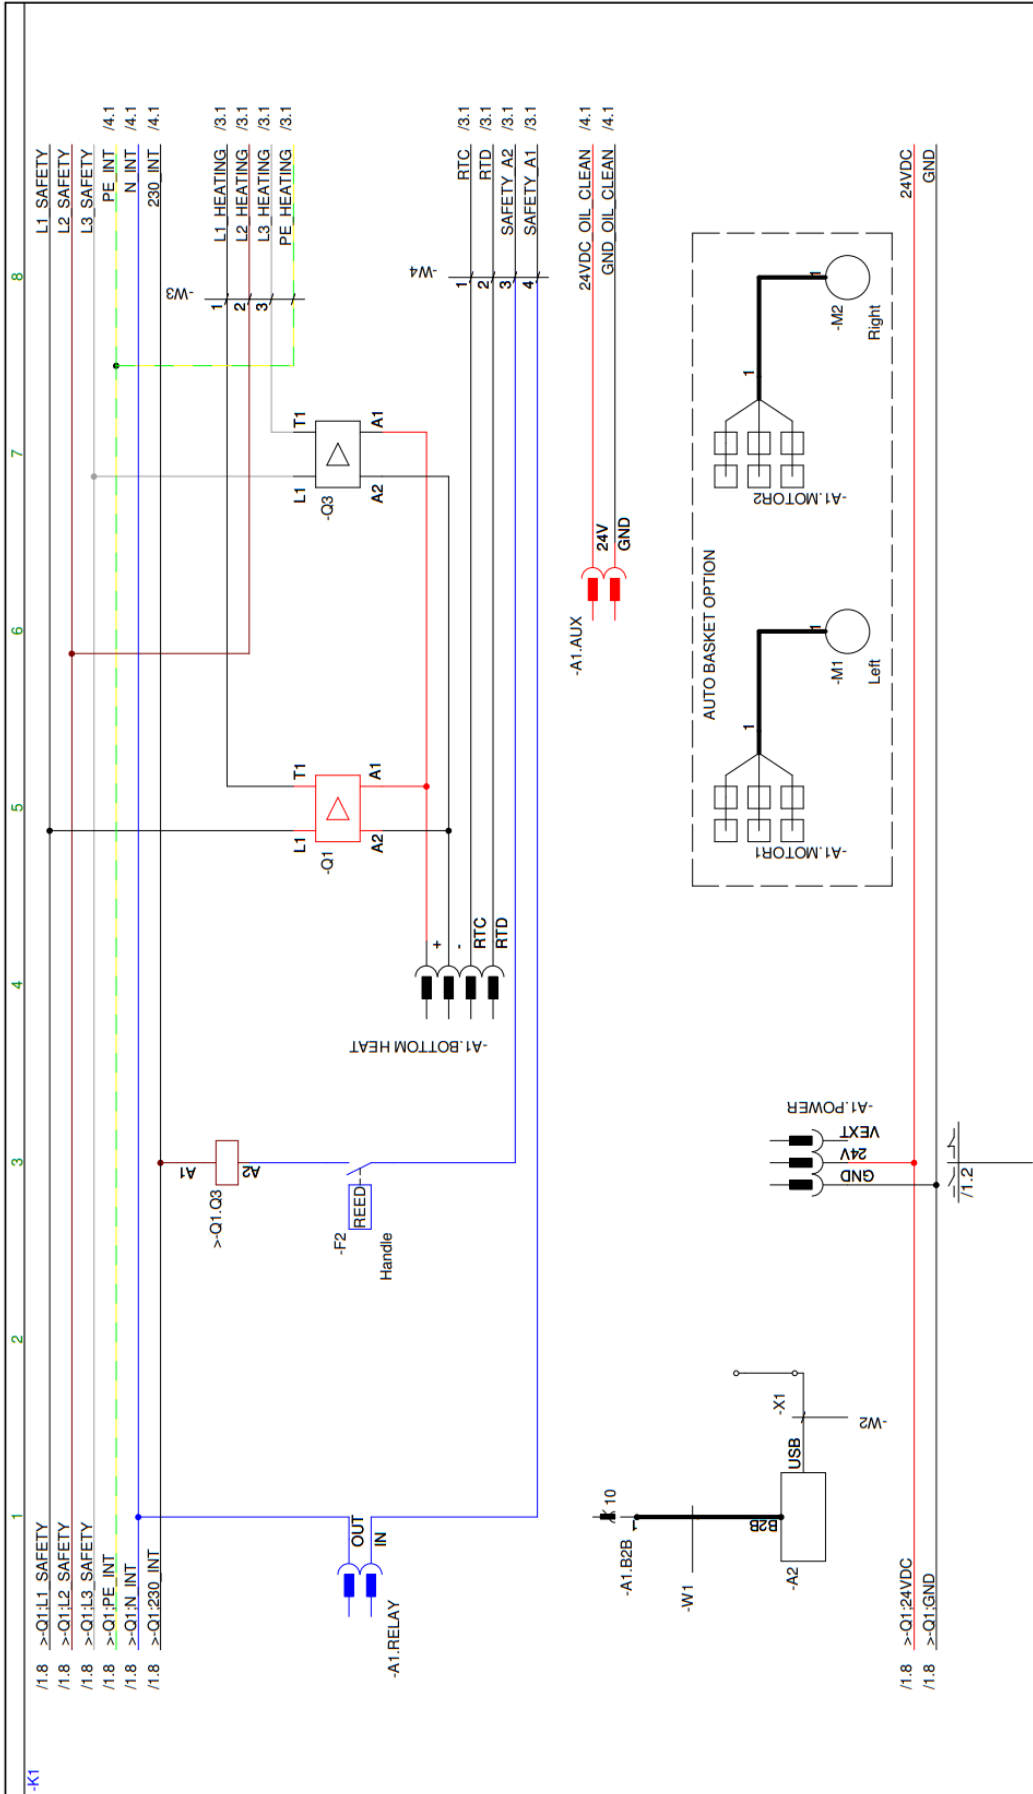 -K1
1
2
3
4
5
6
7
8
/1.8 >-Q1:L1_SAFETY
L1_SAFETY
/1.8 >-Q1:L2_SAFETY
L2_SAFETY
/1.8 >-Q1:L3_SAFETY
L3_SAFETY
/1.8 >-Q1:PE_INT
PE_INT /4.1
/1.8 >-Q1:N_INT
N_INT /4.1
/1.8 >-Q1:230_INT
230_INT /4.1
-W3
1
2
3
L1_HEATING /3.1
L2_HEATING /3.1
L3_HEATING /3.1
PE_HEATING /3.1
>-Q1.Q3
A1
A2
-Q1
L1
T1
A2
A1
-Q3
L1
T1
A2
A1
-F2
REED
Handle
-A1.RELAY
OUT
IN
-A1.BOTTOM HEAT
+
-
RTC
RTD
-W4
1
2
3
4
RTC /3.1
RTD /3.1
SAFETY_A2 /3.1
SAFETY_A1 /3.1
-A1.AUX
24V
GND
24VDC_OIL_CLEAN /4.1
GND_OIL_CLEAN /4.1
-A1.B2B
1
10
-W1
B2B
-A2
USB
-X1
-W2
-A1.POWER
VEXT
24V
GND
AUTO BASKET OPTION
-A1.MOTOR1
1
1
-M1
Left
-A1.MOTOR2
1
1
-M2
Right
/1.8 >-Q1:24VDC
24VDC
/1.8 >-Q1:GND
GND
/1.2